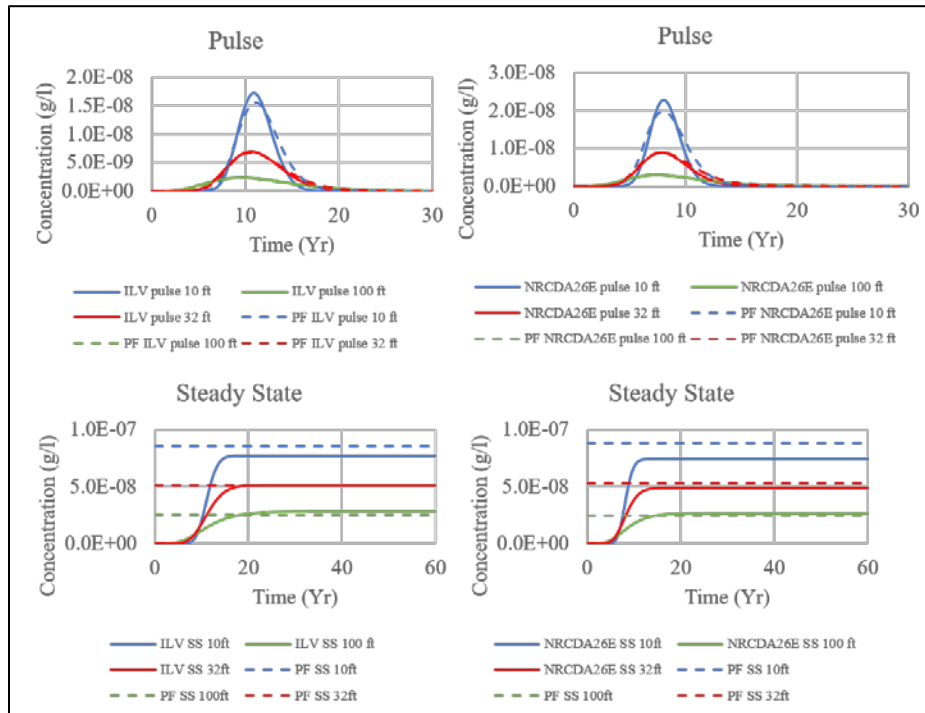 Pulse
Concentration (g/l)
2.0E-08
1.5E-08
1.0E-08
5.0E-09
0.0E+00
0 10 20 30
Time (Yr)
ILV pulse 10 ft ILV pulse 100 ft
ILV pulse 32 ft PF ILV pulse 10 ft
PF ILV pulse 100 ft PF ILV pulse 32 ft
Pulse
Concentration (g/l)
3.0E-08
2.0E-08
1.0E-08
0.0E+00
0 10 20 30
Time (Yr)
NRCDA26E pulse 10 ft NRCDA26E pulse 100 ft
NRCDA26E pulse 32 ft PF NRCDA26E pulse 10 ft
PF NRCDA26E pulse 100 ft PF NRCDA26E pulse 32 ft
Steady State
Concentration (g/l)
1.0E-07
5.0E-08
0.0E+00
0 20 40 60
Time (Yr)
ILV SS 10ft ILV SS 100 ft
ILV SS 32ft PF SS 10ft
PF SS 100ft PF SS 32ft
Steady State
Concentration (g/l)
1.0E-07
5.0E-08
0.0E+00
0 20 40 60
Time (Yr)
NRCDA26E SS 10ft NRCDA26E SS 100 ft
NRCDA26E SS 32ft PF SS 10ft
PF SS 100ft PF SS 32ft